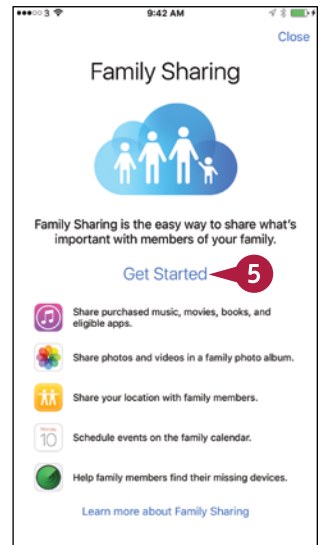 3 9:42 AM
Close
Family Sharing
Family Sharing is the easy way to share what's
important with members of your family.
Get Started 5
Share purchased music, movies, books, and
eligible apps.
Share photos and videos in a family photo album.
Share your location with family members.
Monday
10
Schedule events on the family calendar.
Help family members find their missing devices.
Learn more about Family Sharing